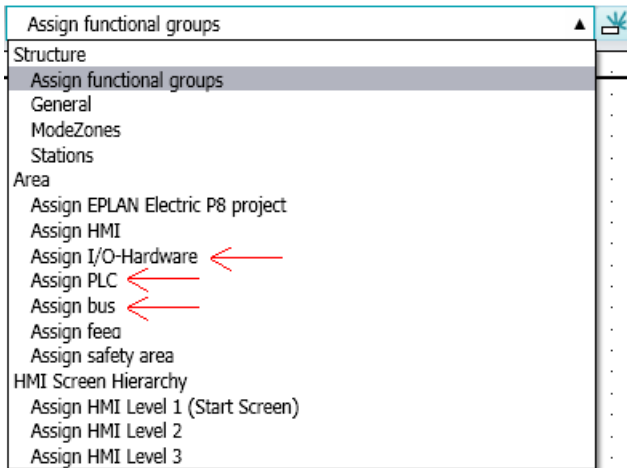 Assign functional groups
Structure
Assign functional groups
General
ModeZones
Stations
Area
Assign EPLAN Electric P8 project
Assign HMI
Assign I/O-Hardware
Assign PLC
Assign bus
Assign feed
Assign safety area
HMI Screen Hierarchy
Assign HMI Level 1 (Start Screen)
Assign HMI Level 2
Assign HMI Level 3